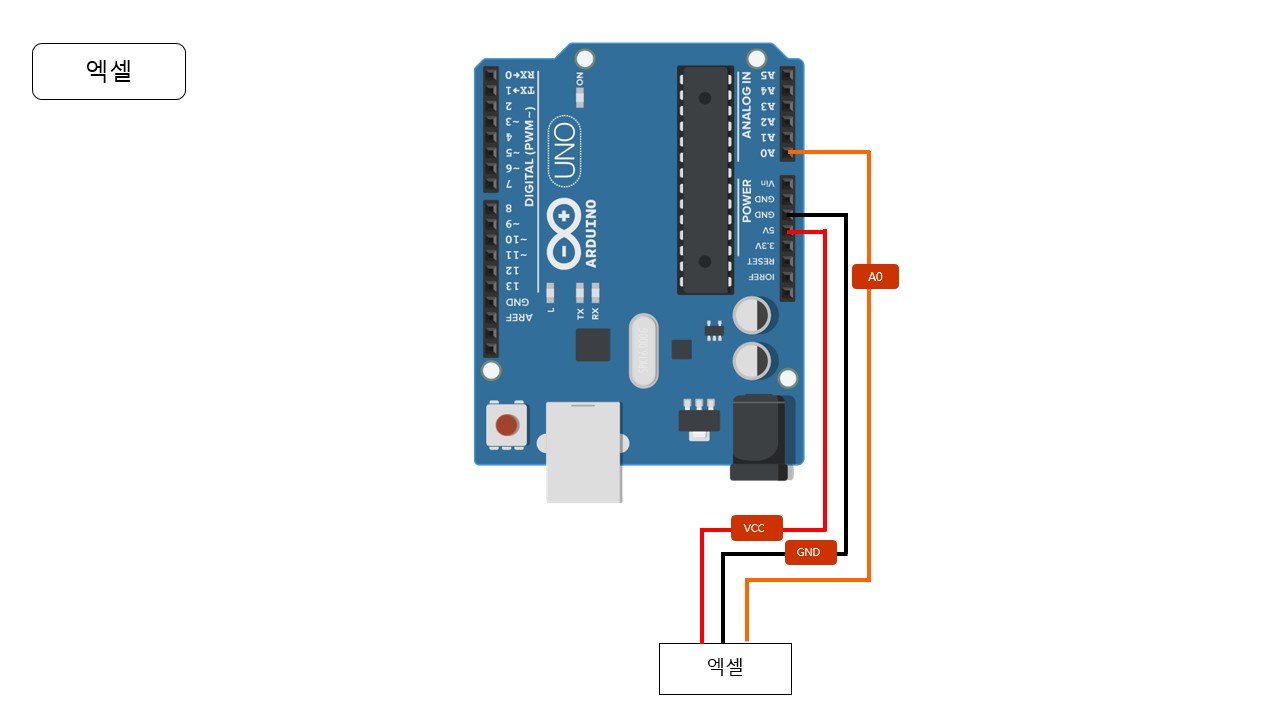 엑셀
RX←0
TX→1
2
~3
4
~5
~6
7
8
~9
~10
~11
12
13
GND
AREF
DIGITAL (PWM~)
ON
UNO
ARDUINO
L
TX
RX
ANALOG IN
A5
A4
A3
A2
A1
A0
POWER
Vin
GND
GND
5V
3.3V
RESET
IOREF
A0
VCC
GND
엑셀